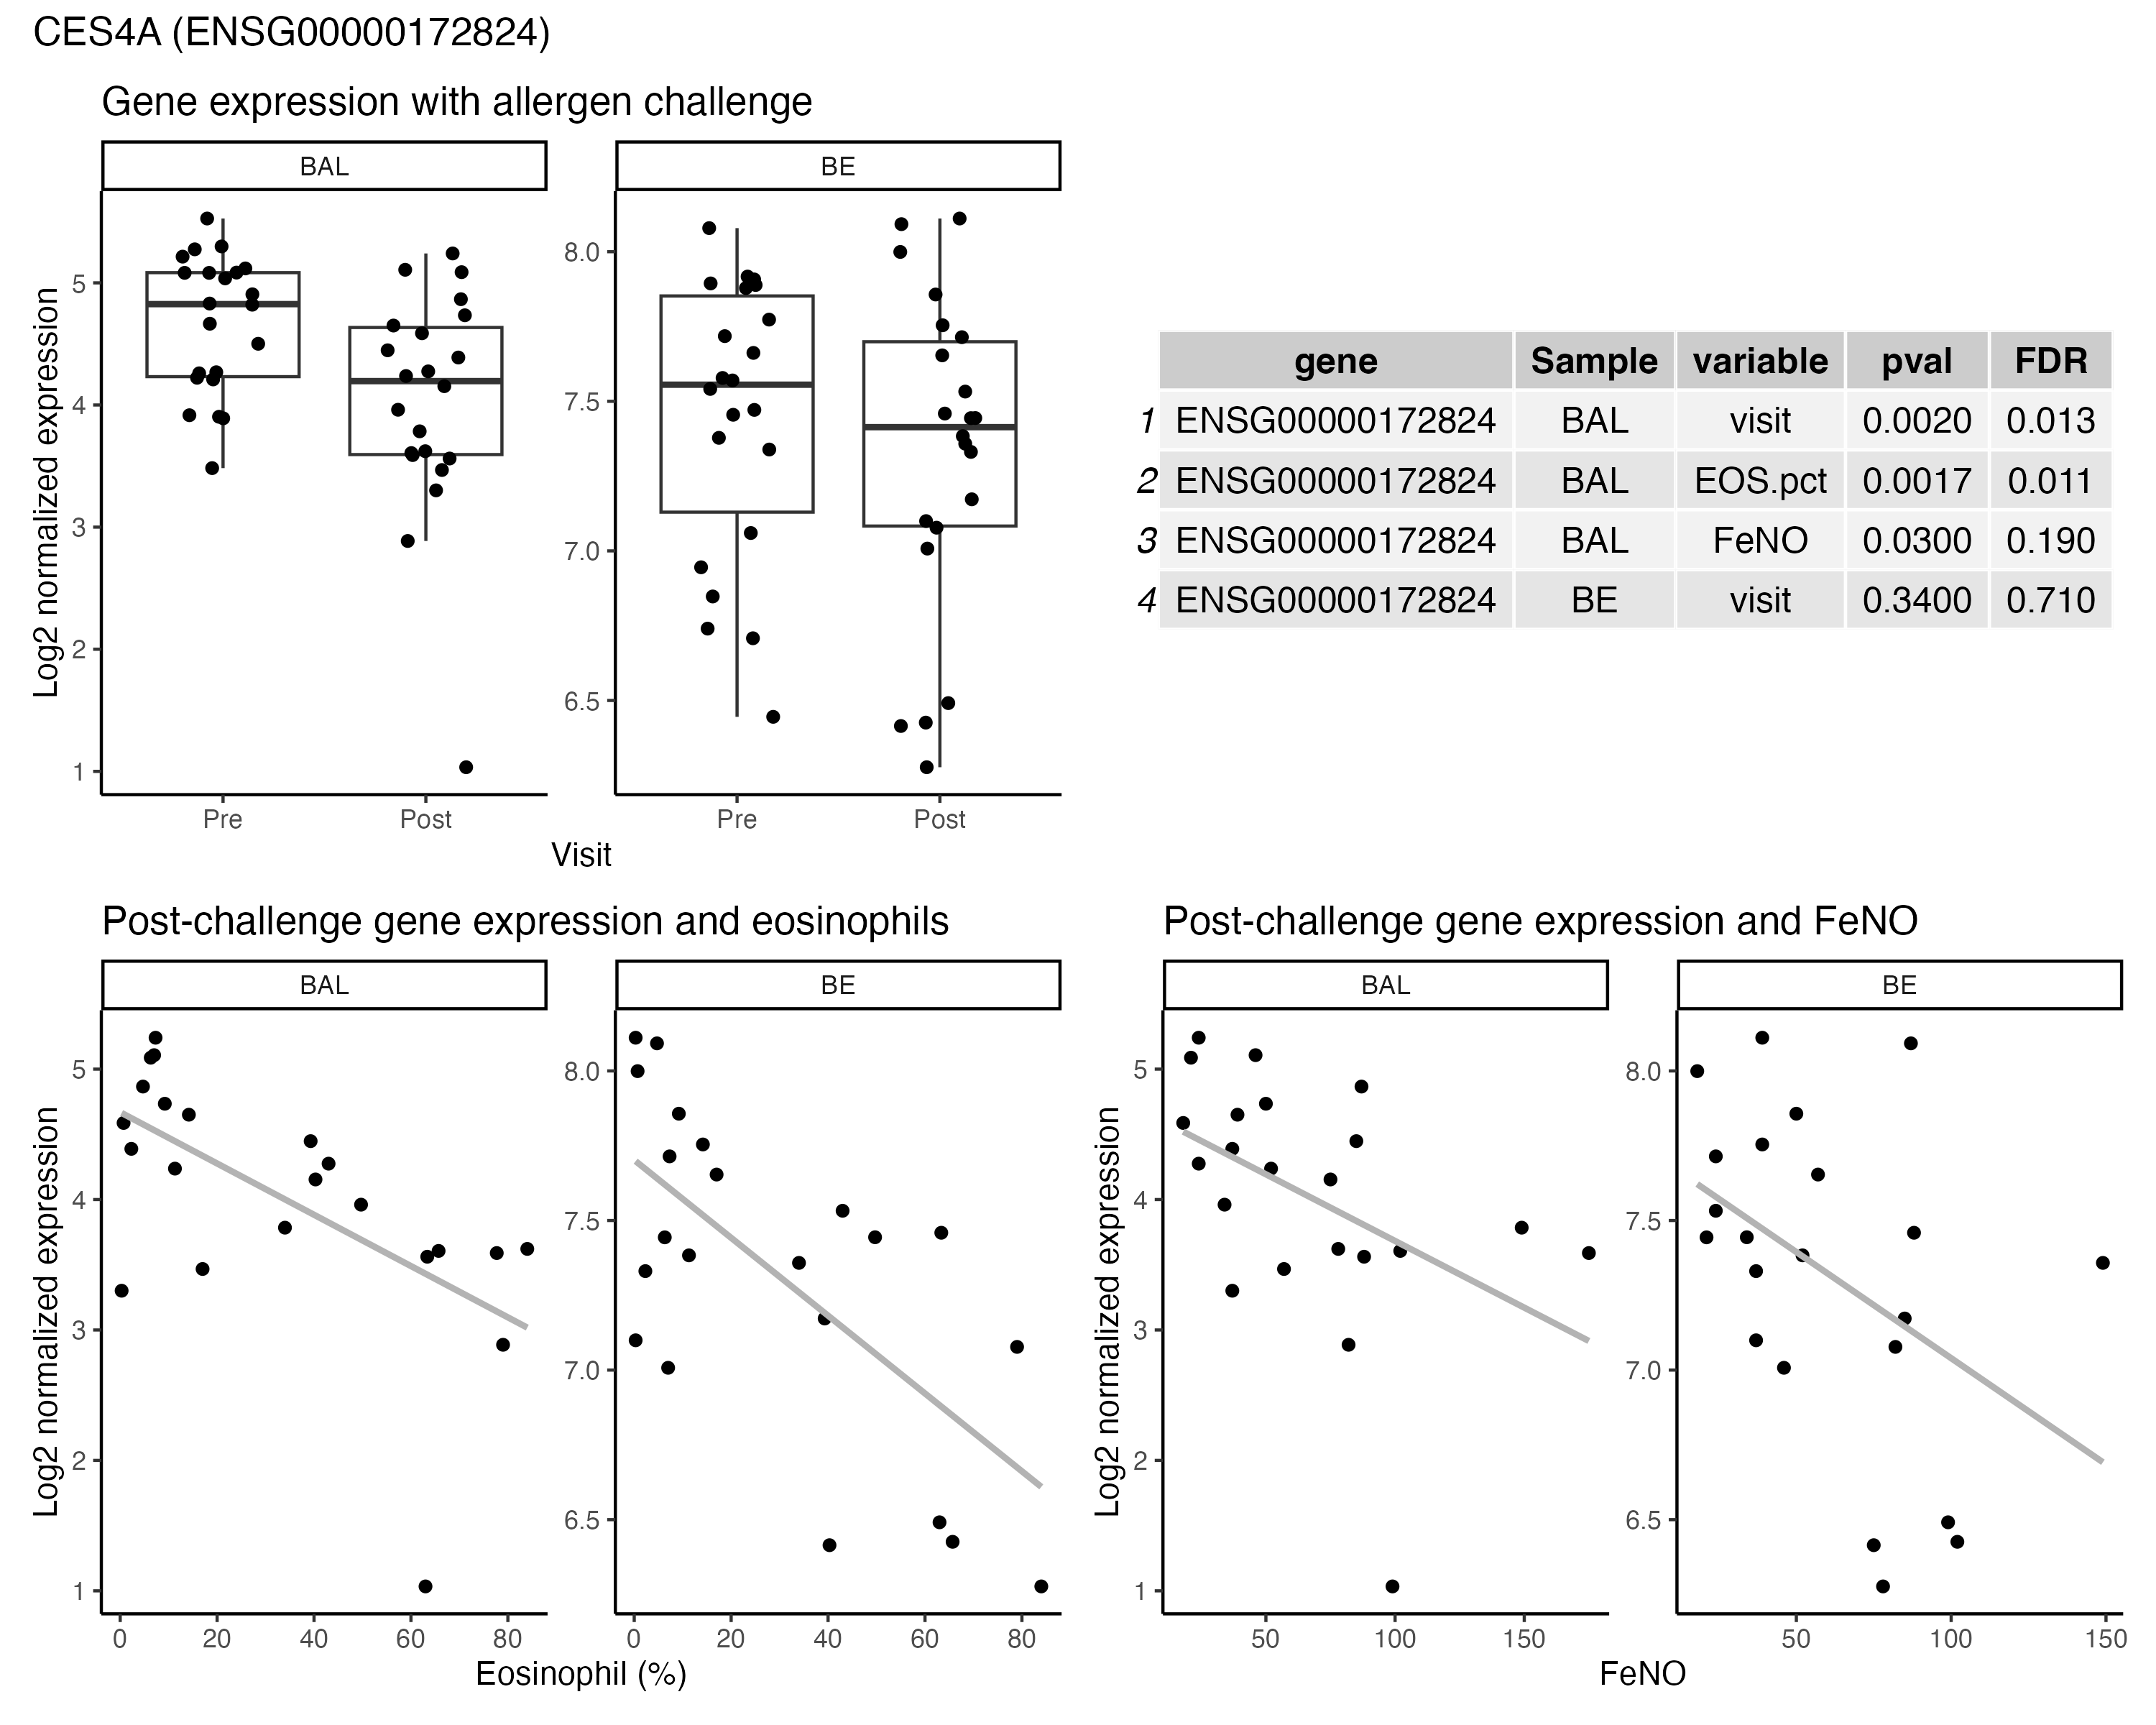 CES4A (ENSG00000172824)
Gene expression with allergen challenge
BAL
BE
Log2 normalized expression
5
4
3
2
1
8.0
7.5
7.0
6.5
Pre
Post
Pre
Post
Visit
gene Sample variable pval FDR
1 ENSG00000172824 BAL visit 0.0020 0.013
2 ENSG00000172824 BAL EOS.pct 0.0017 0.011
3 ENSG00000172824 BAL FeNO 0.0300 0.190
4 ENSG00000172824 BE visit 0.3400 0.710
Post-challenge gene expression and eosinophils
BAL
BE
Log2 normalized expression
5
4
3
2
1
8.0
7.5
7.0
6.5
0 20 40 60 80
0 20 40 60 80
Eosinophil (%)
Post-challenge gene expression and FeNO
BAL
BE
Log2 normalized expression
5
4
3
2
1
8.0
7.5
7.0
6.5
50 100 150
50 100 150
FeNO